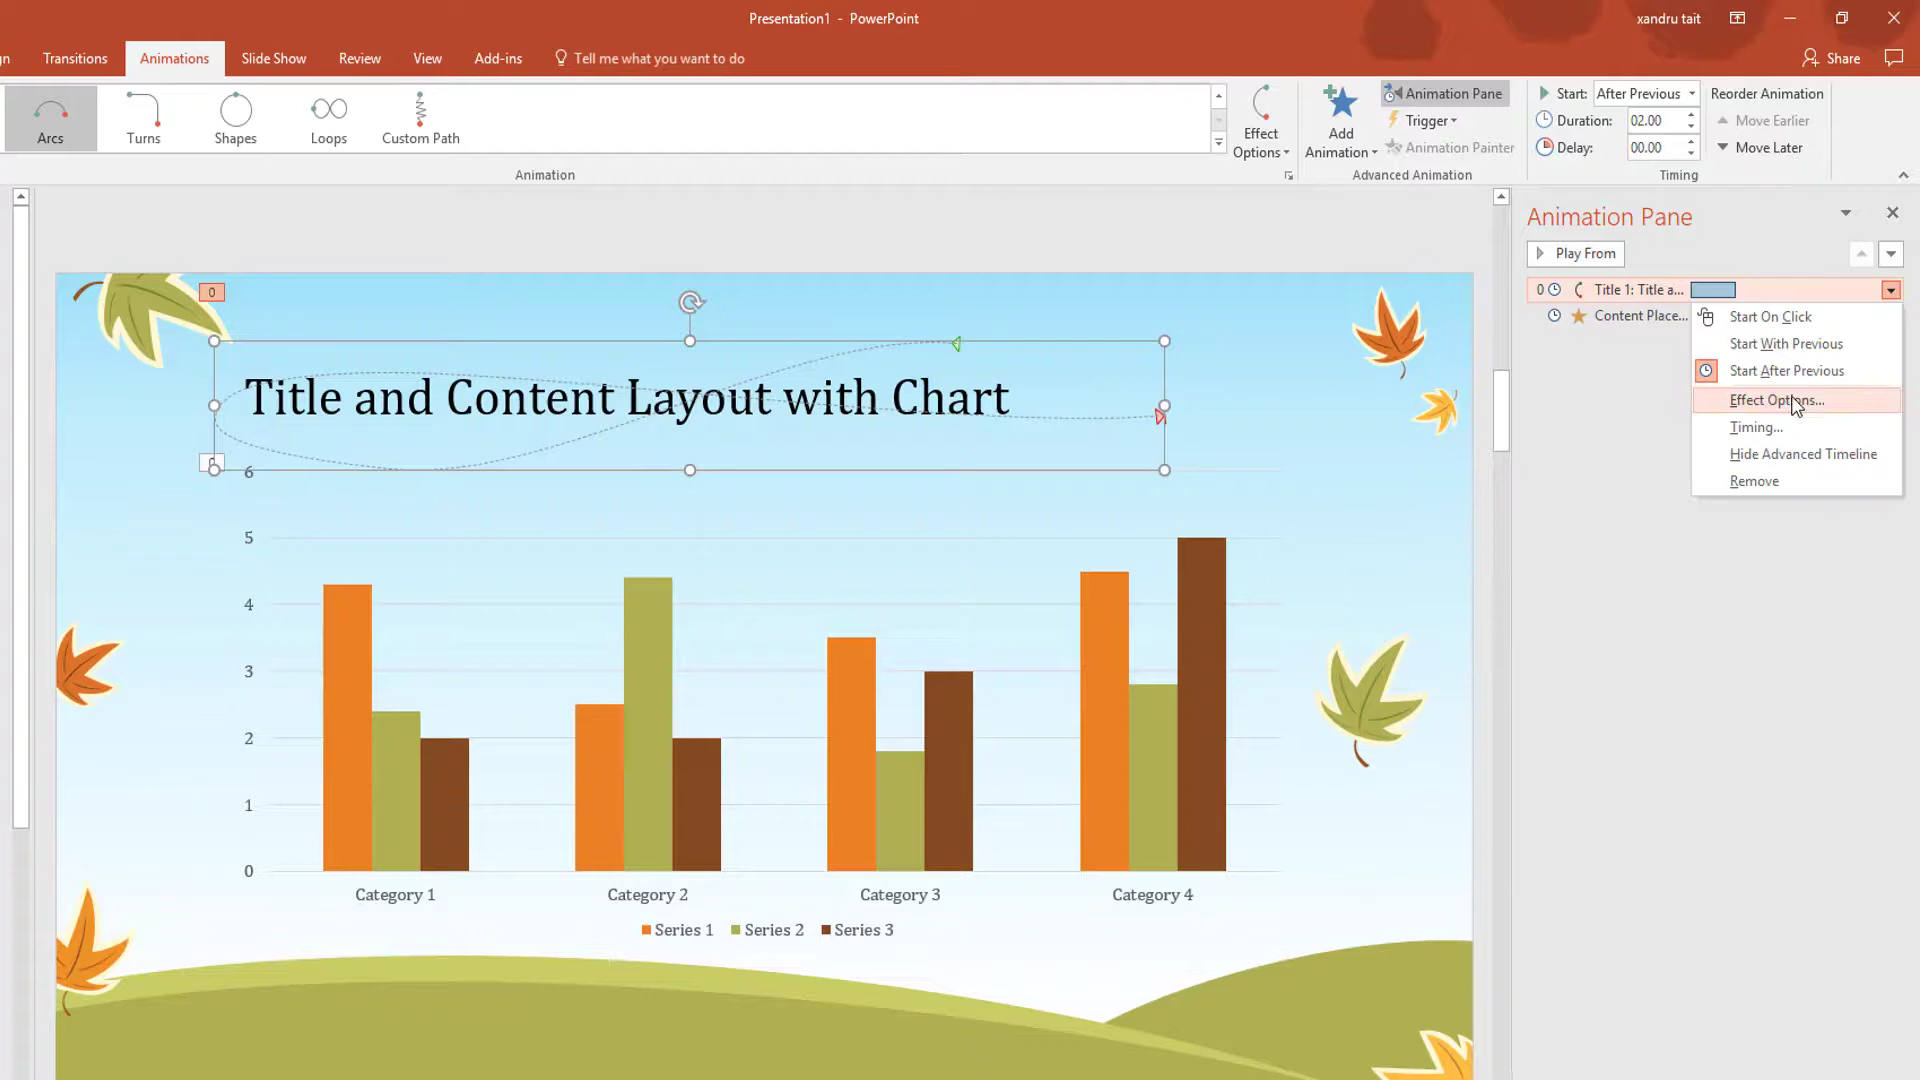 Presentation1 - PowerPoint
xandru tait
Transitions
Animations
Slide Show
Review
View
Add-ins
Tell me what you want to do
Share
Arcs
Turns
Shapes
Loops
Custom Path
Effect
Options
Add
Animation
Animation Pane
Trigger
Animation Painter
Start: After Previous
Duration: 02.00
Delay: 00.00
Reorder Animation
Move Earlier
Move Later
Animation
Advanced Animation
Timing
Animation Pane
Play From
0 Title 1: Title a...
Content Place...
Start On Click
Start With Previous
Start After Previous
Effect Options...
Timing...
Hide Advanced Timeline
Remove
0
Title and Content Layout with Chart
6
5
4
3
2
1
0
Category 1 Category 2 Category 3 Category 4
Series 1 Series 2 Series 3